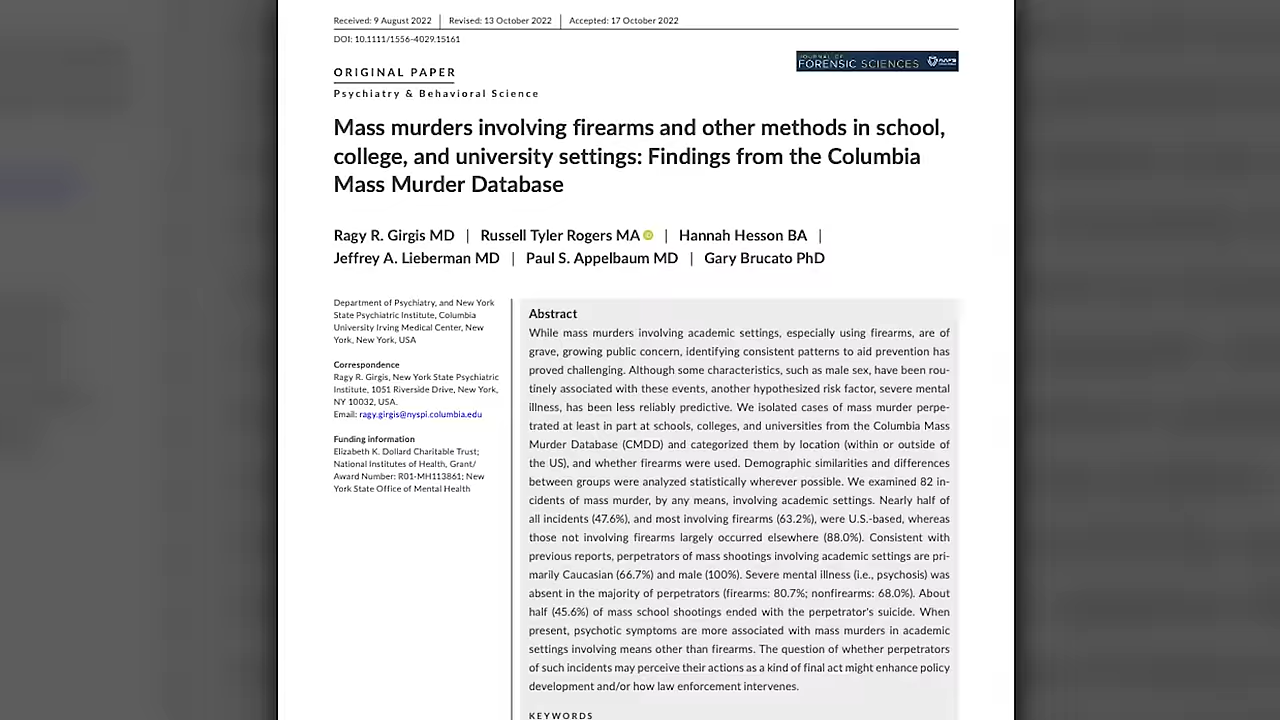 Received: 9 August 2022 | Revised: 13 October 2022 | Accepted: 17 October 2022
DOI: 10.1111/1556-4029.15161
JOURNAL OF
FORENSIC SCIENCES
ORIGINAL PAPER
Psychiatry & Behavioral Science
Mass murders involving firearms and other methods in school,
college, and university settings: Findings from the Columbia
Mass Murder Database
Ragy R. Girgis MD | Russell Tyler Rogers MA | Hannah Hesson BA |
Jeffrey A. Lieberman MD | Paul S. Appelbaum MD | Gary Brucato PhD
Department of Psychiatry, and New York
State Psychiatric Institute, Columbia
University Irving Medical Center, New
York, New York, USA
Correspondence
Ragy R. Girgis, New York State Psychiatric
Institute, 1051 Riverside Drive, New York,
NY 10032, USA.
Email: ragy.girgis@nyspi.columbia.edu
Funding information
Elizabeth K. Dollard Charitable Trust;
National Institutes of Health, Grant/
Award Number: R01-MH113861; New
York State Office of Mental Health
Abstract
While mass murders involving academic settings, especially using firearms, are of
grave, growing public concern, identifying consistent patterns to aid prevention has
proved challenging. Although some characteristics, such as male sex, have been rou-
tinely associated with these events, another hypothesized risk factor, severe mental
illness, has been less reliably predictive. We isolated cases of mass murder perpe-
trated at least in part at schools, colleges, and universities from the Columbia Mass
Murder Database (CMDD) and categorized them by location (within or outside of
the US), and whether firearms were used. Demographic similarities and differences
between groups were analyzed statistically wherever possible. We examined 82 in-
cidents of mass murder, by any means, involving academic settings. Nearly half of
all incidents (47.6%), and most involving firearms (63.2%), were U.S.-based, whereas
those not involving firearms largely occurred elsewhere (88.0%). Consistent with
previous reports, perpetrators of mass shootings involving academic settings are pri-
marily Caucasian (66.7%) and male (100%). Severe mental illness (i.e., psychosis) was
absent in the majority of perpetrators (firearms: 80.7%; nonfirearms: 68.0%). About
half (45.6%) of mass school shootings ended with the perpetrator's suicide. When
present, psychotic symptoms are more associated with mass murders in academic
settings involving means other than firearms. The question of whether perpetrators
of such incidents may perceive their actions as a kind of final act might enhance policy
development and/or how law enforcement intervenes.
KEYWORDS